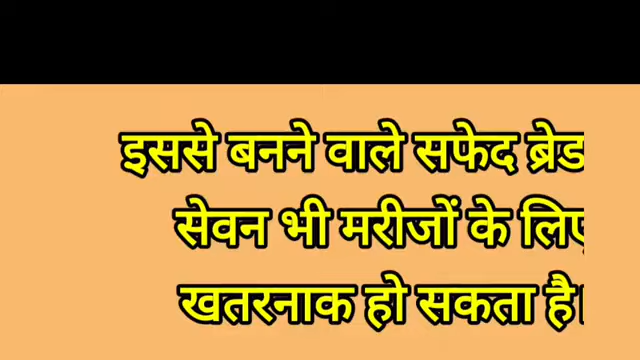 इससे बनने वाले सफेद ब्रेड
सेवन भी मरीजों के लिए
खतरनाक हो सकता है।